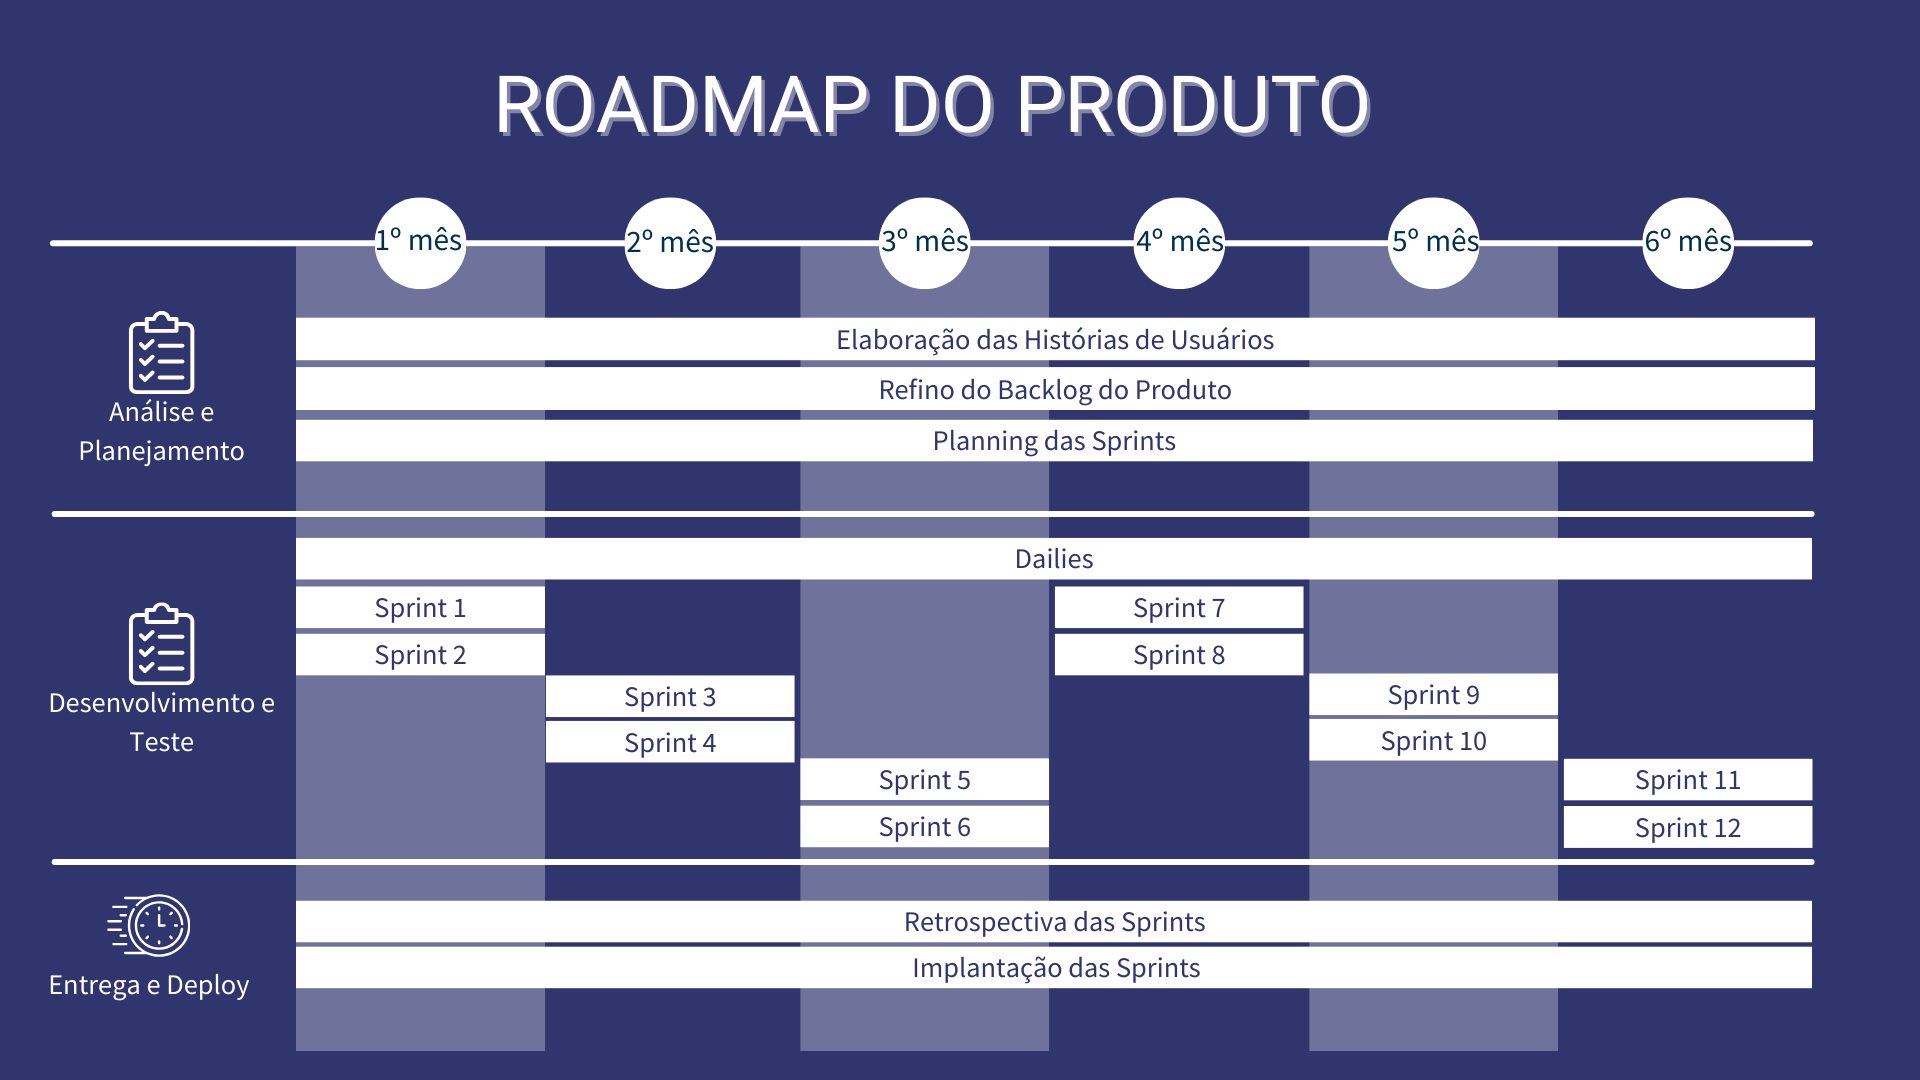 ROADMAP DO PRODUTO
1º mês
2º mês
3º mês
4º mês
5º mês
6º mês
Análise e
Planejamento
Elaboração das Histórias de Usuários
Refino do Backlog do Produto
Planning das Sprints
Desenvolvimento e
Teste
Dailies
Sprint 1
Sprint 2
Sprint 3
Sprint 4
Sprint 5
Sprint 6
Sprint 7
Sprint 8
Sprint 9
Sprint 10
Sprint 11
Sprint 12
Entrega e Deploy
Retrospectiva das Sprints
Implantação das Sprints